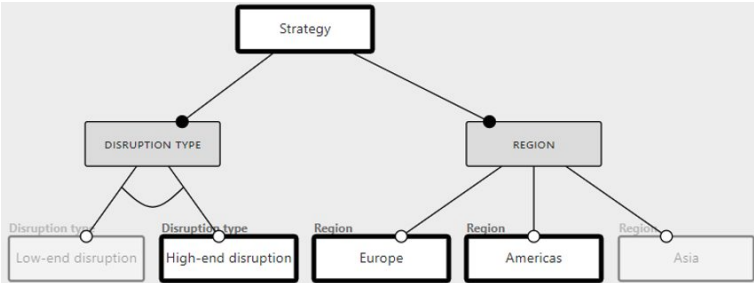 Strategy
DISRUPTION TYPE
REGION
Disruption type
Disruption type
Region
Region
Region
Low-end disruption
High-end disruption
Europe
Americas
Asia